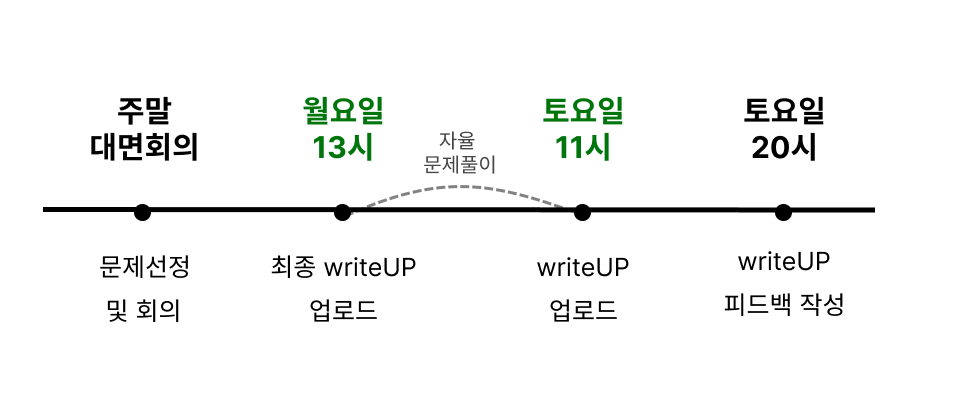 주말
대면회의
월요일
13시
자율
문제풀이
토요일
11시
토요일
20시
문제선정
및 회의
최종 writeUP
업로드
writeUP
업로드
writeUP
피드백 작성